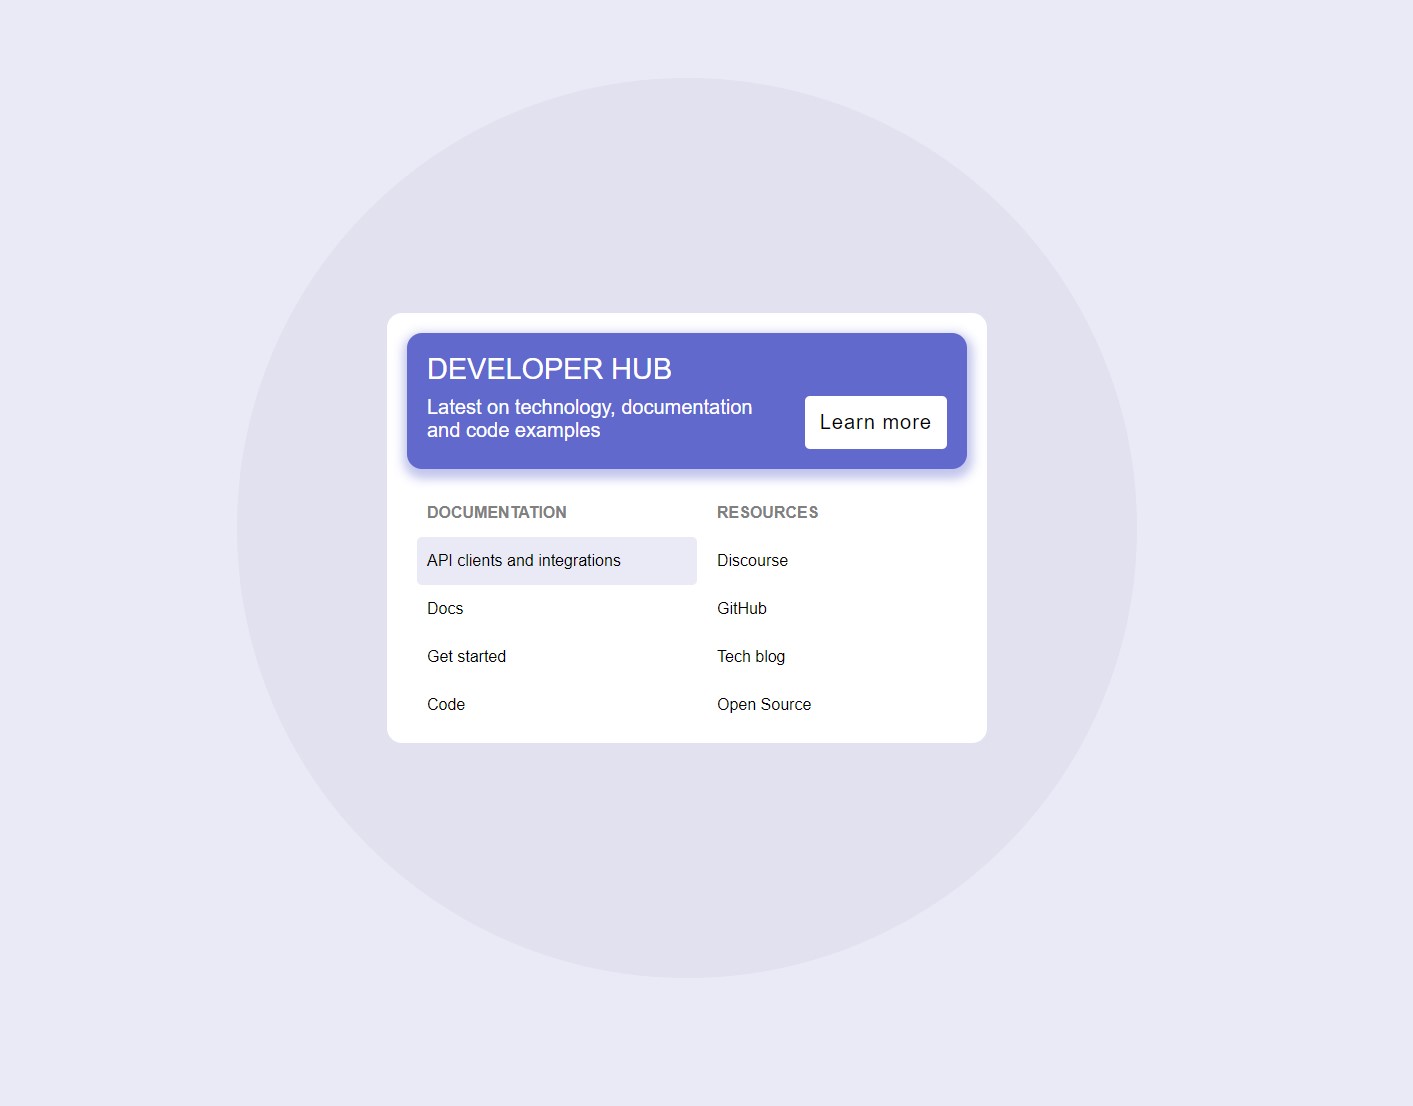 DEVELOPER HUB
Latest on technology, documentation
and code examples
Learn more
DOCUMENTATION
API clients and integrations
Docs
Get started
Code
RESOURCES
Discourse
GitHub
Tech blog
Open Source